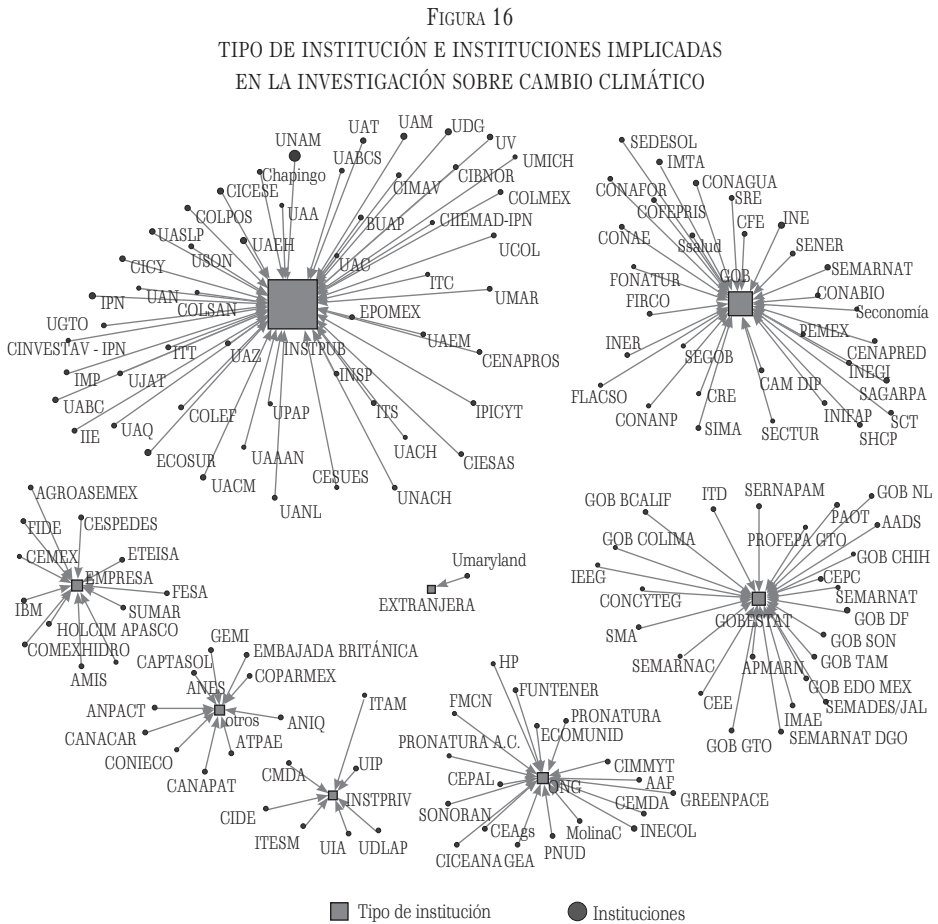 FIGURA 16
TIPO DE INSTITUCIÓN E INSTITUCIONES IMPLICADAS
EN LA INVESTIGACIÓN SOBRE CAMBIO CLIMÁTICO
UNAM
UAT
UAM
UDG
UV
UABCS
UMICH
Chapingo
CIMAV
CIBNOR
CICESE
COLMEX
COLPOS
UAA
BUAP
CIIEMAD-IPN
UASLP
UAEH
UCOL
USON
UAC
CICY
ITC
IPN
UAN
COLSAN
UMAR
EPOMEX
UGTO
UAEM
CINVESTAV - IPN
ITT
UAZ
INSTPUB
CENAPROS
IMP
UJAT
INSP
UABC
COLEF
UPAP
ITS
IPICYT
IIE
UAQ
UACH
ECOSUR
UAAAN
CIESAS
UACM
CESUES
UNACH
UANL
SEDESOL
IMTA
CONAFOR
CONAGUA
COFEPRIS
SRE
CONAE
Ssalud
CFE
INE
SENER
FONATUR
GOB
SEMARNAT
FIRCO
CONABIO
Seconomía
PEMEX
INER
SEGOB
CENAPRED
INEGI
FLACSO
CAM DIP
SAGARPA
CRE
CONANP
INIFAP
SCT
SIMA
SECTUR
SHCP
AGROASEMEX
FIDE
CESPEDES
CEMEX
ETEISA
EMPRESA
FESA
IBM
SUMAR
HOLCIM APASCO
COMEXHIDRO
AMIS
Umaryland
EXTRANJERA
GOB BCALIF
ITD
SERNAPAM
GOB NL
PAOT
GOB COLIMA
PROFEPA GTO
AADS
IEEG
GOB CHIH
CEPC
CONCYTEG
SEMARNAT
GOBESTAT
GOB DF
SMA
GOB SON
SEMARNAC
APMARN
GOB TAM
GOB EDO MEX
CEE
IMAE
SEMADES/JAL
GOB GTO
SEMARNAT DGO
GEMI
CAPTASOL
EMBAJADA BRITÁNICA
ANES
COPARMEX
ANPACT
otros
ANIQ
CANACAR
CONIECO
ATPAE
CANAPAT
ITAM
CMDA
UIP
INSTPRIV
CIDE
ITESM
UIA
UDLAP
HP
FMCN
FUNTENER
PRONATURA
ECOMUNID
PRONATURA A.C.
CIMMYT
CEPAL
ONG
AAF
GREENPACE
SONORAN
CEMDA
CEAgs
MolinaC
INECOL
CICEANA
GEA
PNUD
Tipo de institución
Instituciones